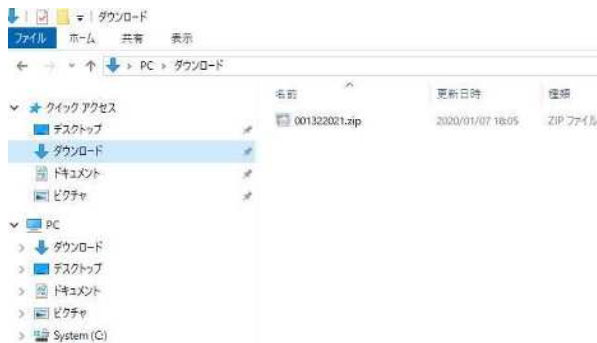 ダウンロード
ファイル ホーム 共有 表示
PC › ダウンロード
名前 更新日時 種類
クイック アクセス
001322021.zip 2020/01/07 18:05 ZIP ファイル
デスクトップ
ダウンロード
ドキュメント
ピクチャ
PC
ダウンロード
デスクトップ
ドキュメント
ピクチャ
System (C:)